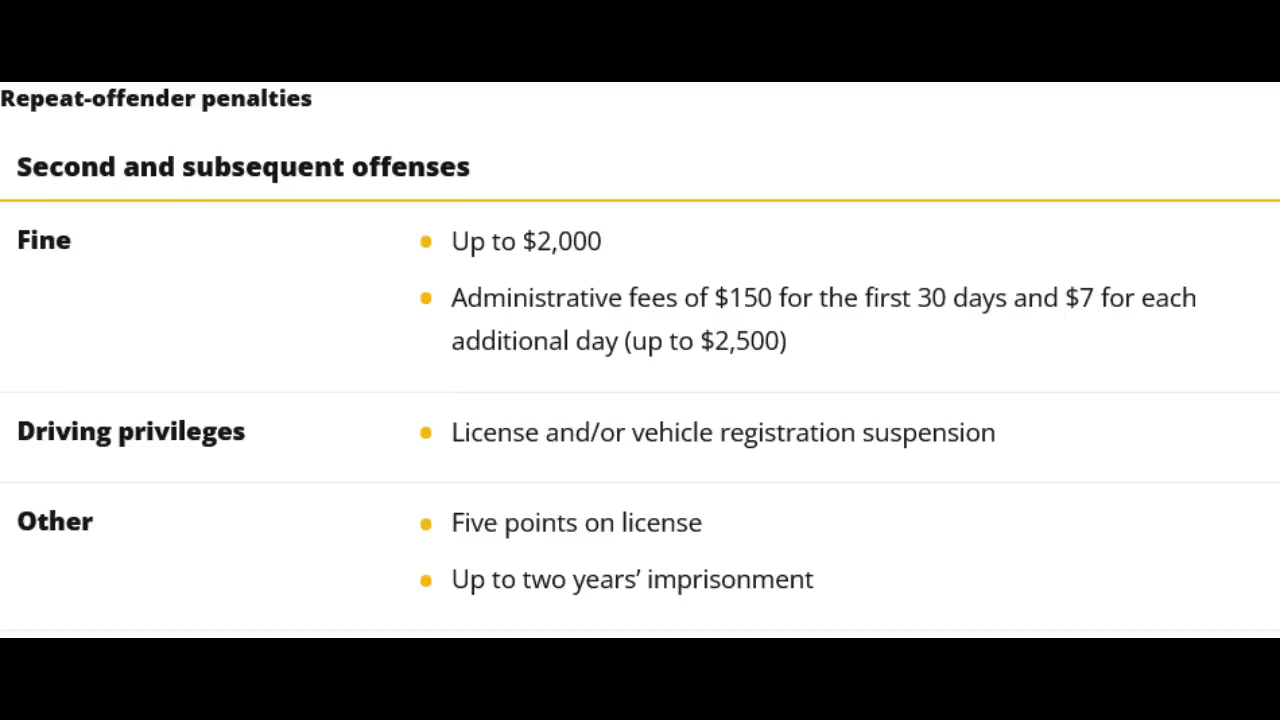 Repeat-offender penalties
Second and subsequent offenses
Fine
Up to $2,000
Administrative fees of $150 for the first 30 days and $7 for each
additional day (up to $2,500)
Driving privileges
License and/or vehicle registration suspension
Other
Five points on license
Up to two years’ imprisonment